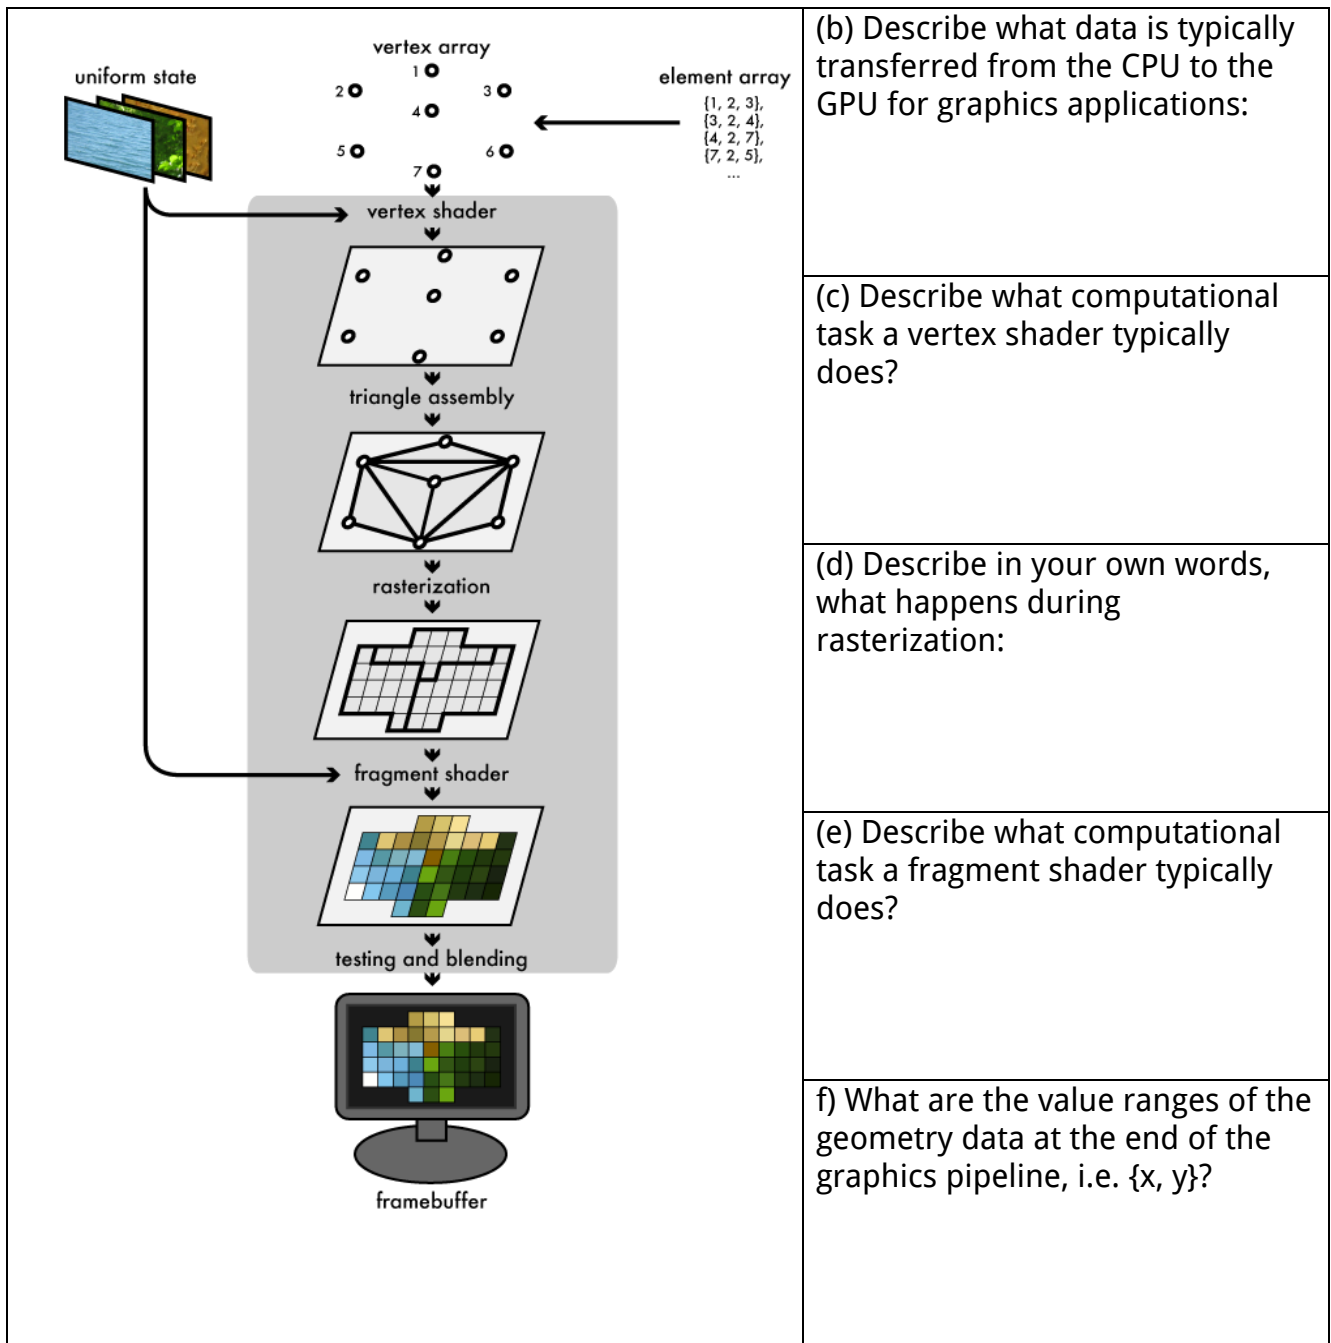 vertex array
uniform state
element array
1
2
3
4
5
6
7
{1, 2, 3},
{3, 2, 4},
{4, 2, 7},
{7, 2, 5},
...
vertex shader
triangle assembly
rasterization
fragment shader
testing and blending
framebuffer
(b) Describe what data is typically
transferred from the CPU to the
GPU for graphics applications:
(c) Describe what computational
task a vertex shader typically
does?
(d) Describe in your own words,
what happens during
rasterization:
(e) Describe what computational
task a fragment shader typically
does?
f) What are the value ranges of the
geometry data at the end of the
graphics pipeline, i.e. {x, y}?